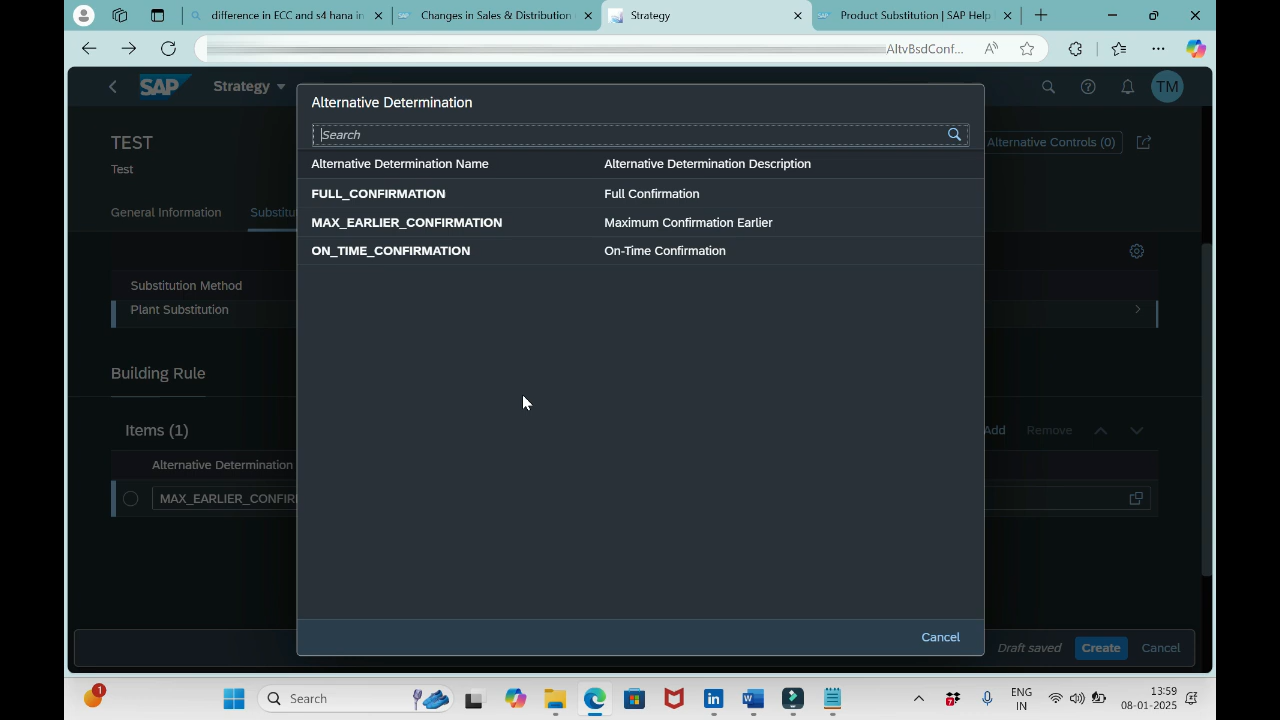 difference in ECC and s4 hana in
Changes in Sales & Distribution
Strategy
Product Substitution | SAP Help
AltvBsdConf...
SAP
Strategy
TM
TEST
Test
Alternative Controls (0)
General Information
Substitu
Alternative Determination
Search
Alternative Determination Name
Alternative Determination Description
FULL_CONFIRMATION
Full Confirmation
MAX_EARLIER_CONFIRMATION
Maximum Confirmation Earlier
ON_TIME_CONFIRMATION
On-Time Confirmation
Cancel
Substitution Method
Plant Substitution
Building Rule
Items (1)
Add
Remove
Alternative Determination
MAX_EARLIER_CONFIR
Draft saved
Create
Cancel
1
Search
7
ENG
IN
13:59
08-01-2025